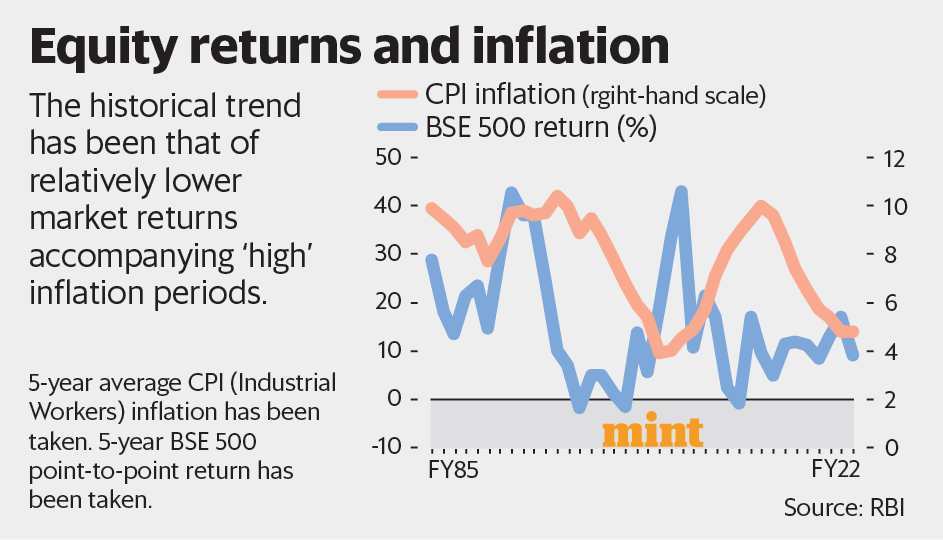 Equity returns and inflation
The historical trend
has been that of
relatively lower
market returns
accompanying ‘high’
inflation periods.
5-year average CPI (Industrial
Workers) inflation has been
taken. 5-year BSE 500
point-to-point return has
been taken.
CPI inflation (rgiht-hand scale)
BSE 500 return (%)
50
40
30
20
10
0
-10
12
10
8
6
4
2
0
mint
FY85
FY22
Source: RBI